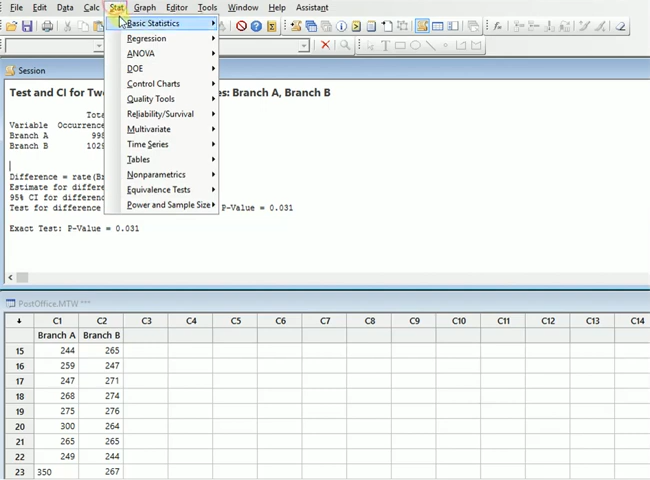 File Edit Data Calc Stat Graph Editor Tools Window Help Assistant
Basic Statistics
Regression
ANOVA
DOE
Control Charts
Quality Tools
Reliability/Survival
Multivariate
Time Series
Tables
Nonparametrics
Equivalence Tests
Power and Sample Size
Session
Test and CI for Two es: Branch A, Branch B
Tota
Variable Occurrence
Branch A 998
Branch B 1029
Difference = rate(Br
Estimate for differe
95% CI for differenc
Test for difference P-Value = 0.031
Exact Test: P-Value = 0.031
PostOffice.MTW ***
C1 C2 C3 C4 C5 C6 C7 C8 C9 C10 C11 C12 C13 C14
Branch A Branch B
15 244 265
16 259 247
17 247 271
18 268 274
19 275 276
20 300 264
21 265 265
22 249 244
23 350 267